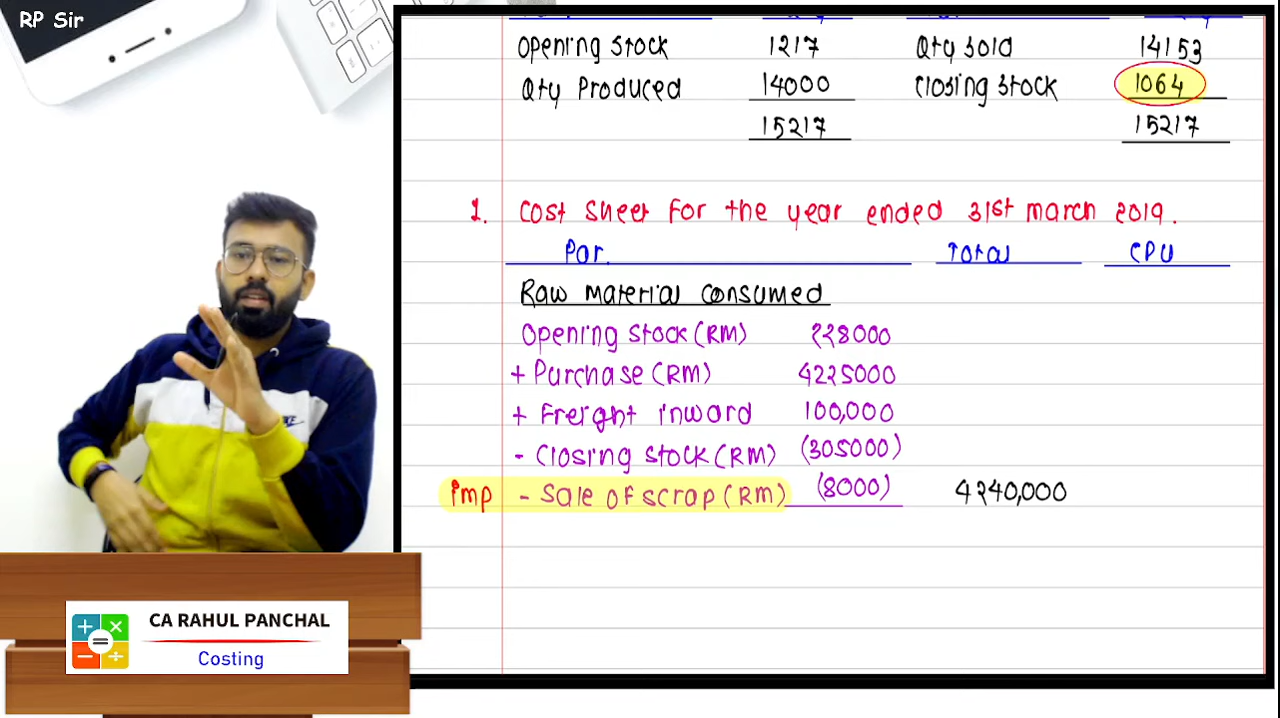 RP Sir
Opening Stock 1217 Qty Sold 14153
Qty Produced 14000 Closing Stock 1064
15217 15217
1. Cost Sheet for the year ended 31st march 2019.
Par. Total CPU
Raw material consumed
Opening Stock (RM) 228000
+ Purchase (RM) 4225000
+ Freight inward 100,000
- Closing stock (RM) (305000)
imp - Sale of scrap (RM) (8000) 4240,000
CA RAHUL PANCHAL
Costing